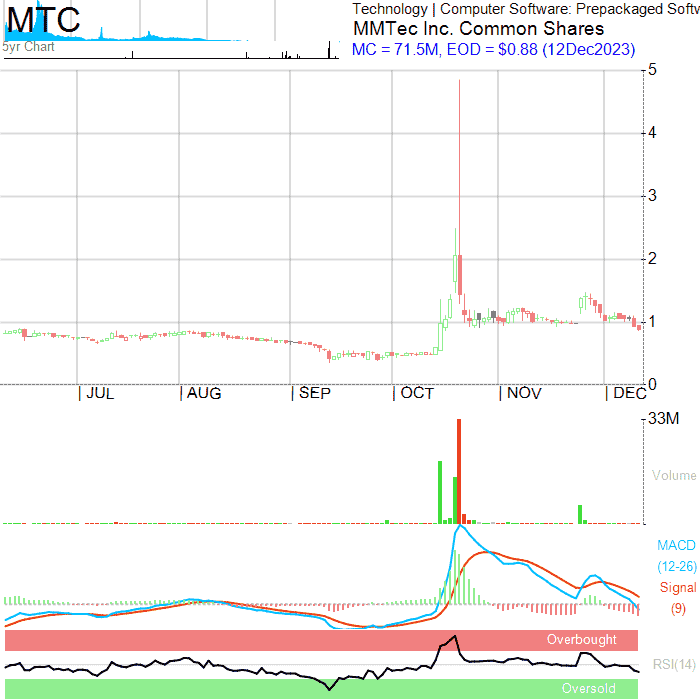 MTC
5yr Chart
Technology | Computer Software: Prepackaged Softw
MMTec Inc. Common Shares
MC = 71.5M, EOD = $0.88 (12Dec2023)
5
4
3
2
1
0
| JUL | AUG | SEP | OCT | NOV | DEC
33M
Volume
MACD
(12-26)
Signal
(9)
Overbought
RSI(14)
Oversold